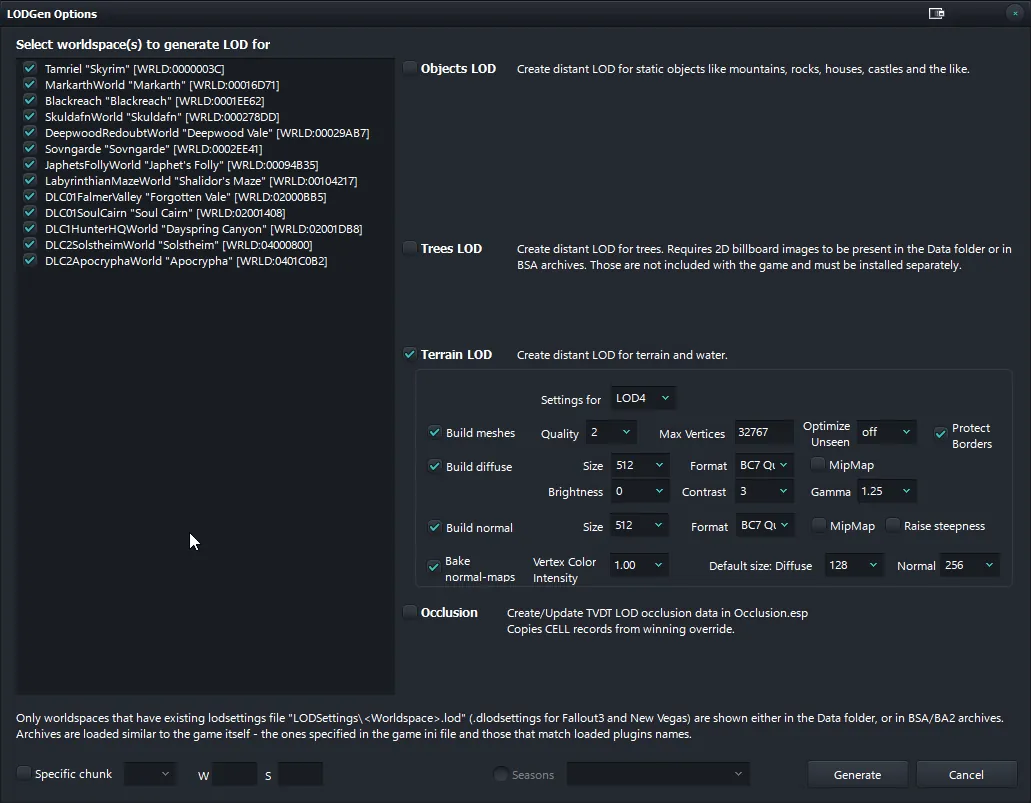 LODGen Options
Select worldspace(s) to generate LOD for
Tamriel "Skyrim" [WRLD:0000003C]
MarkarthWorld "Markarth" [WRLD:00016D71]
Blackreach "Blackreach" [WRLD:0001EE62]
SkuldafnWorld "Skuldafn" [WRLD:000278DD]
DeepwoodRedoubtWorld "Deepwood Vale" [WRLD:00029AB7]
Sovngarde "Sovngarde" [WRLD:0002EE41]
JaphetsFollyWorld "Japhet's Folly" [WRLD:00094B35]
LabyrinthianMazeWorld "Shalidor's Maze" [WRLD:00104217]
DLC01FalmerValley "Forgotten Vale" [WRLD:02000BB5]
DLC01SoulCairn "Soul Cairn" [WRLD:02001408]
DLC1HunterHQWorld "Dayspring Canyon" [WRLD:02001DB8]
DLC2SolstheimWorld "Solstheim" [WRLD:04000800]
DLC2ApocryphaWorld "Apocrypha" [WRLD:0401C0B2]
Objects LOD Create distant LOD for static objects like mountains, rocks, houses, castles and the like.
Trees LOD Create distant LOD for trees. Requires 2D billboard images to be present in the Data folder or in
BSA archives. Those are not included with the game and must be installed separately.
Terrain LOD Create distant LOD for terrain and water.
Settings for LOD4
Build meshes Quality 2 Max Vertices 32767 Optimize Unseen off Protect Borders
Build diffuse Size 512 Format BC7 Qu MipMap
Brightness 0 Contrast 3 Gamma 1.25
Build normal Size 512 Format BC7 Qu MipMap Raise steepness
Bake normal-maps Vertex Color Intensity 1.00 Default size: Diffuse 128 Normal 256
Occlusion Create/Update TVDT LOD occlusion data in Occlusion.esp
Copies CELL records from winning override.
Only worldspaces that have existing lodsettings file "LODSettings\<Worldspace>.lod" (.dlodsettings for Fallout3 and New Vegas) are shown either in the Data folder, or in BSA/BA2 archives.
Archives are loaded similar to the game itself - the ones specified in the game ini file and those that match loaded plugins names.
Specific chunk W S Seasons Generate Cancel